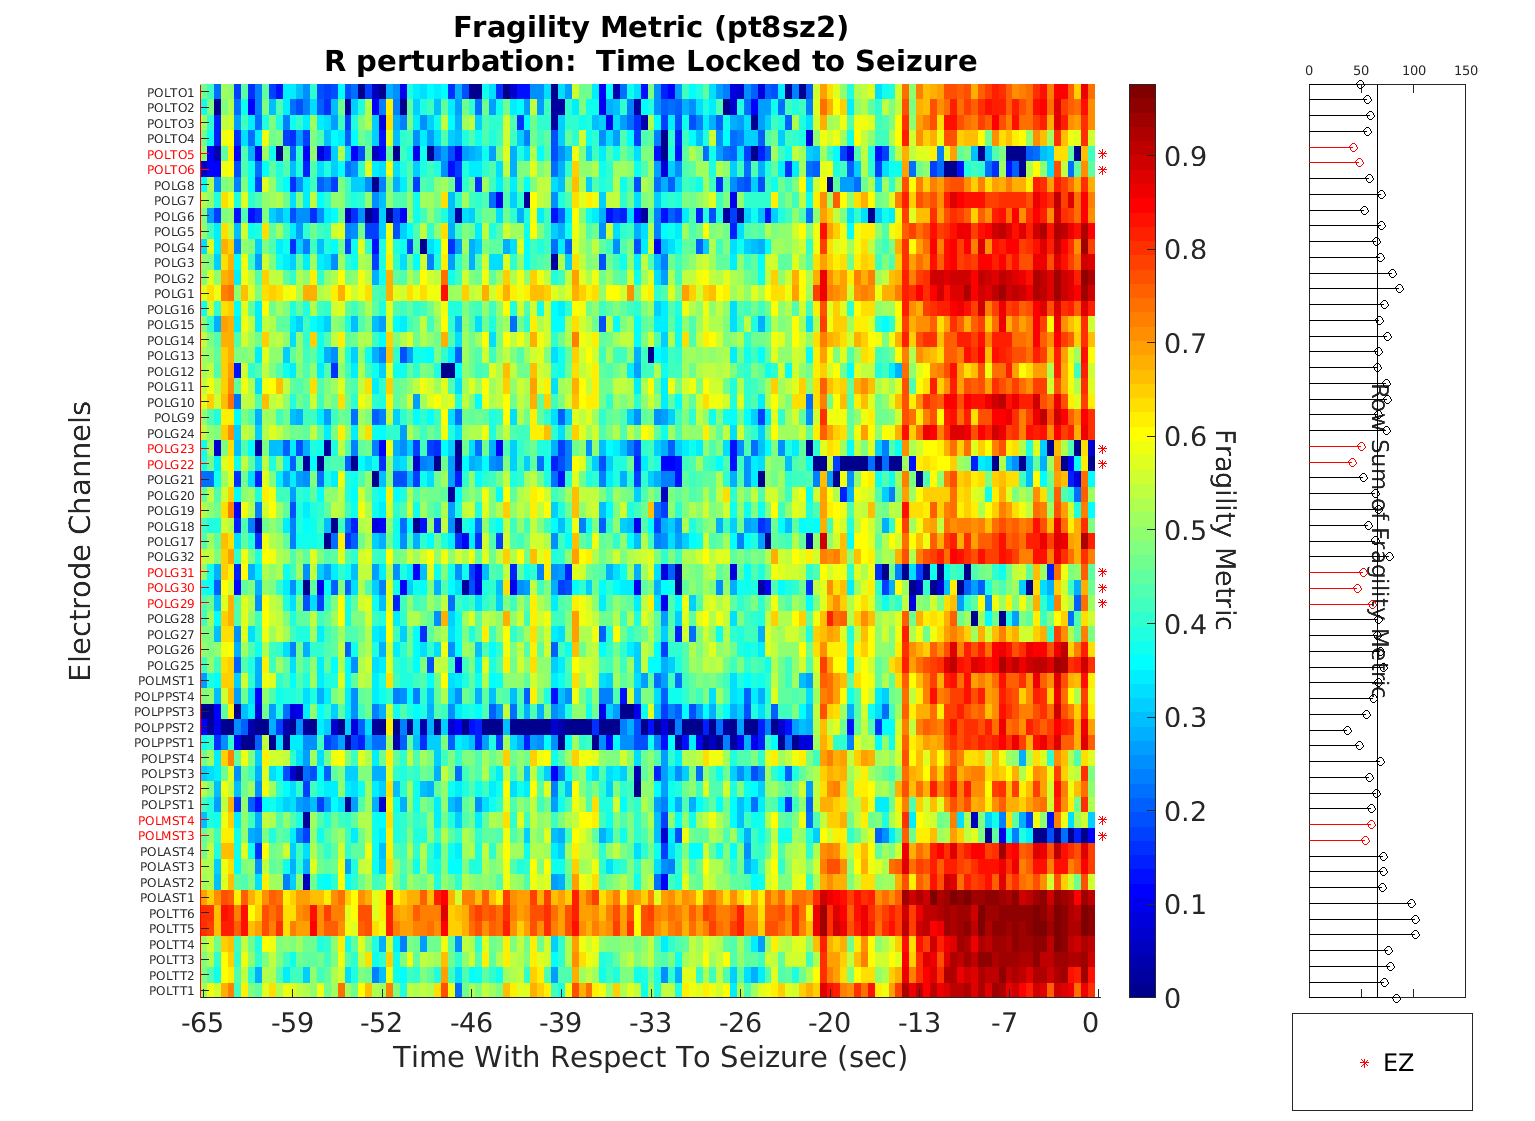 Fragility Metric (pt8sz2)
R perturbation:  Time Locked to Seizure
Electrode Channels
POLTO1
POLTO2
POLTO3
POLTO4
POLTO5
POLTO6
POLG8
POLG7
POLG6
POLG5
POLG4
POLG3
POLG2
POLG1
POLG16
POLG15
POLG14
POLG13
POLG12
POLG11
POLG10
POLG9
POLG24
POLG23
POLG22
POLG21
POLG20
POLG19
POLG18
POLG17
POLG32
POLG31
POLG30
POLG29
POLG28
POLG27
POLG26
POLG25
POLMST1
POLPPST4
POLPPST3
POLPPST2
POLPPST1
POLPST4
POLPST3
POLPST2
POLPST1
POLMST4
POLMST3
POLAST4
POLAST3
POLAST2
POLAST1
POLTT6
POLTT5
POLTT4
POLTT3
POLTT2
POLTT1
-65 -59 -52 -46 -39 -33 -26 -20 -13 -7 0
Time With Respect To Seizure (sec)
0.9
0.8
0.7
0.6
0.5
0.4
0.3
0.2
0.1
0
Fragility Metric
0 50 100 150
Row Sum of Fragility Metric
EZ